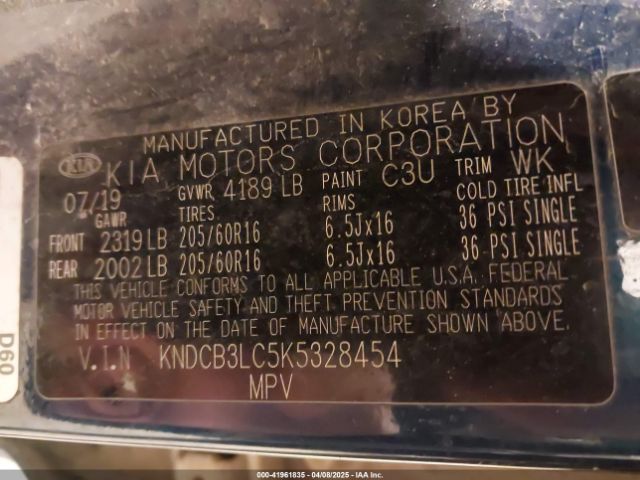 MANUFACTURED IN KOREA BY
KIA KIA MOTORS CORPORATION
07/19 GVWR 4189 LB PAINT C3U TRIM WK
GAWR TIRES RIMS COLD TIRE INFL
FRONT 2319 LB 205/60R16 6.5Jx16 36 PSI SINGLE
REAR 2002 LB 205/60R16 6.5Jx16 36 PSI SINGLE
THIS VEHICLE CONFORMS TO ALL APPLICABLE U.S.A. FEDERAL
MOTOR VEHICLE SAFETY AND THEFT PREVENTION STANDARDS
IN EFFECT ON THE DATE OF MANUFACTURE SHOWN ABOVE.
V.I.N KNDCB3LC5K5328454
MPV
D60
000-41961835 04/08/2025 - IAA Inc.